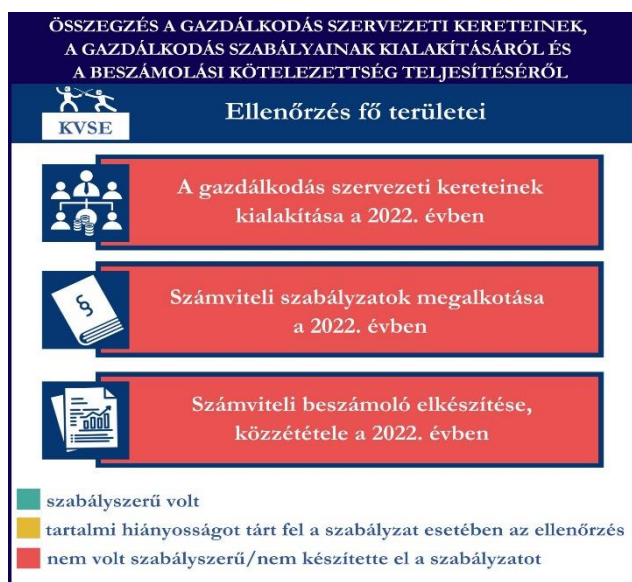 ÖSSZEGZÉS A GAZDÁLKODÁS SZERVEZETI KERETEINEK,
A GAZDÁLKODÁS SZABÁLYAINAK KIALAKÍTÁSÁRÓL ÉS
A BESZÁMOLÁSI KÖTELEZETTSÉG TELJESÍTÉSÉRŐL
KVSE
Ellenőrzés fő területei
A gazdálkodás szervezeti kereteinek
kialakítása a 2022. évben
§
Számviteli szabályzatok megalkotása
a 2022. évben
Számviteli beszámoló elkészítése,
közzététele a 2022. évben
szabályszerű volt
tartalmi hiányosságot tárt fel a szabályzat esetében az ellenőrzés
nem volt szabályszerű/nem készítette el a szabályzatot